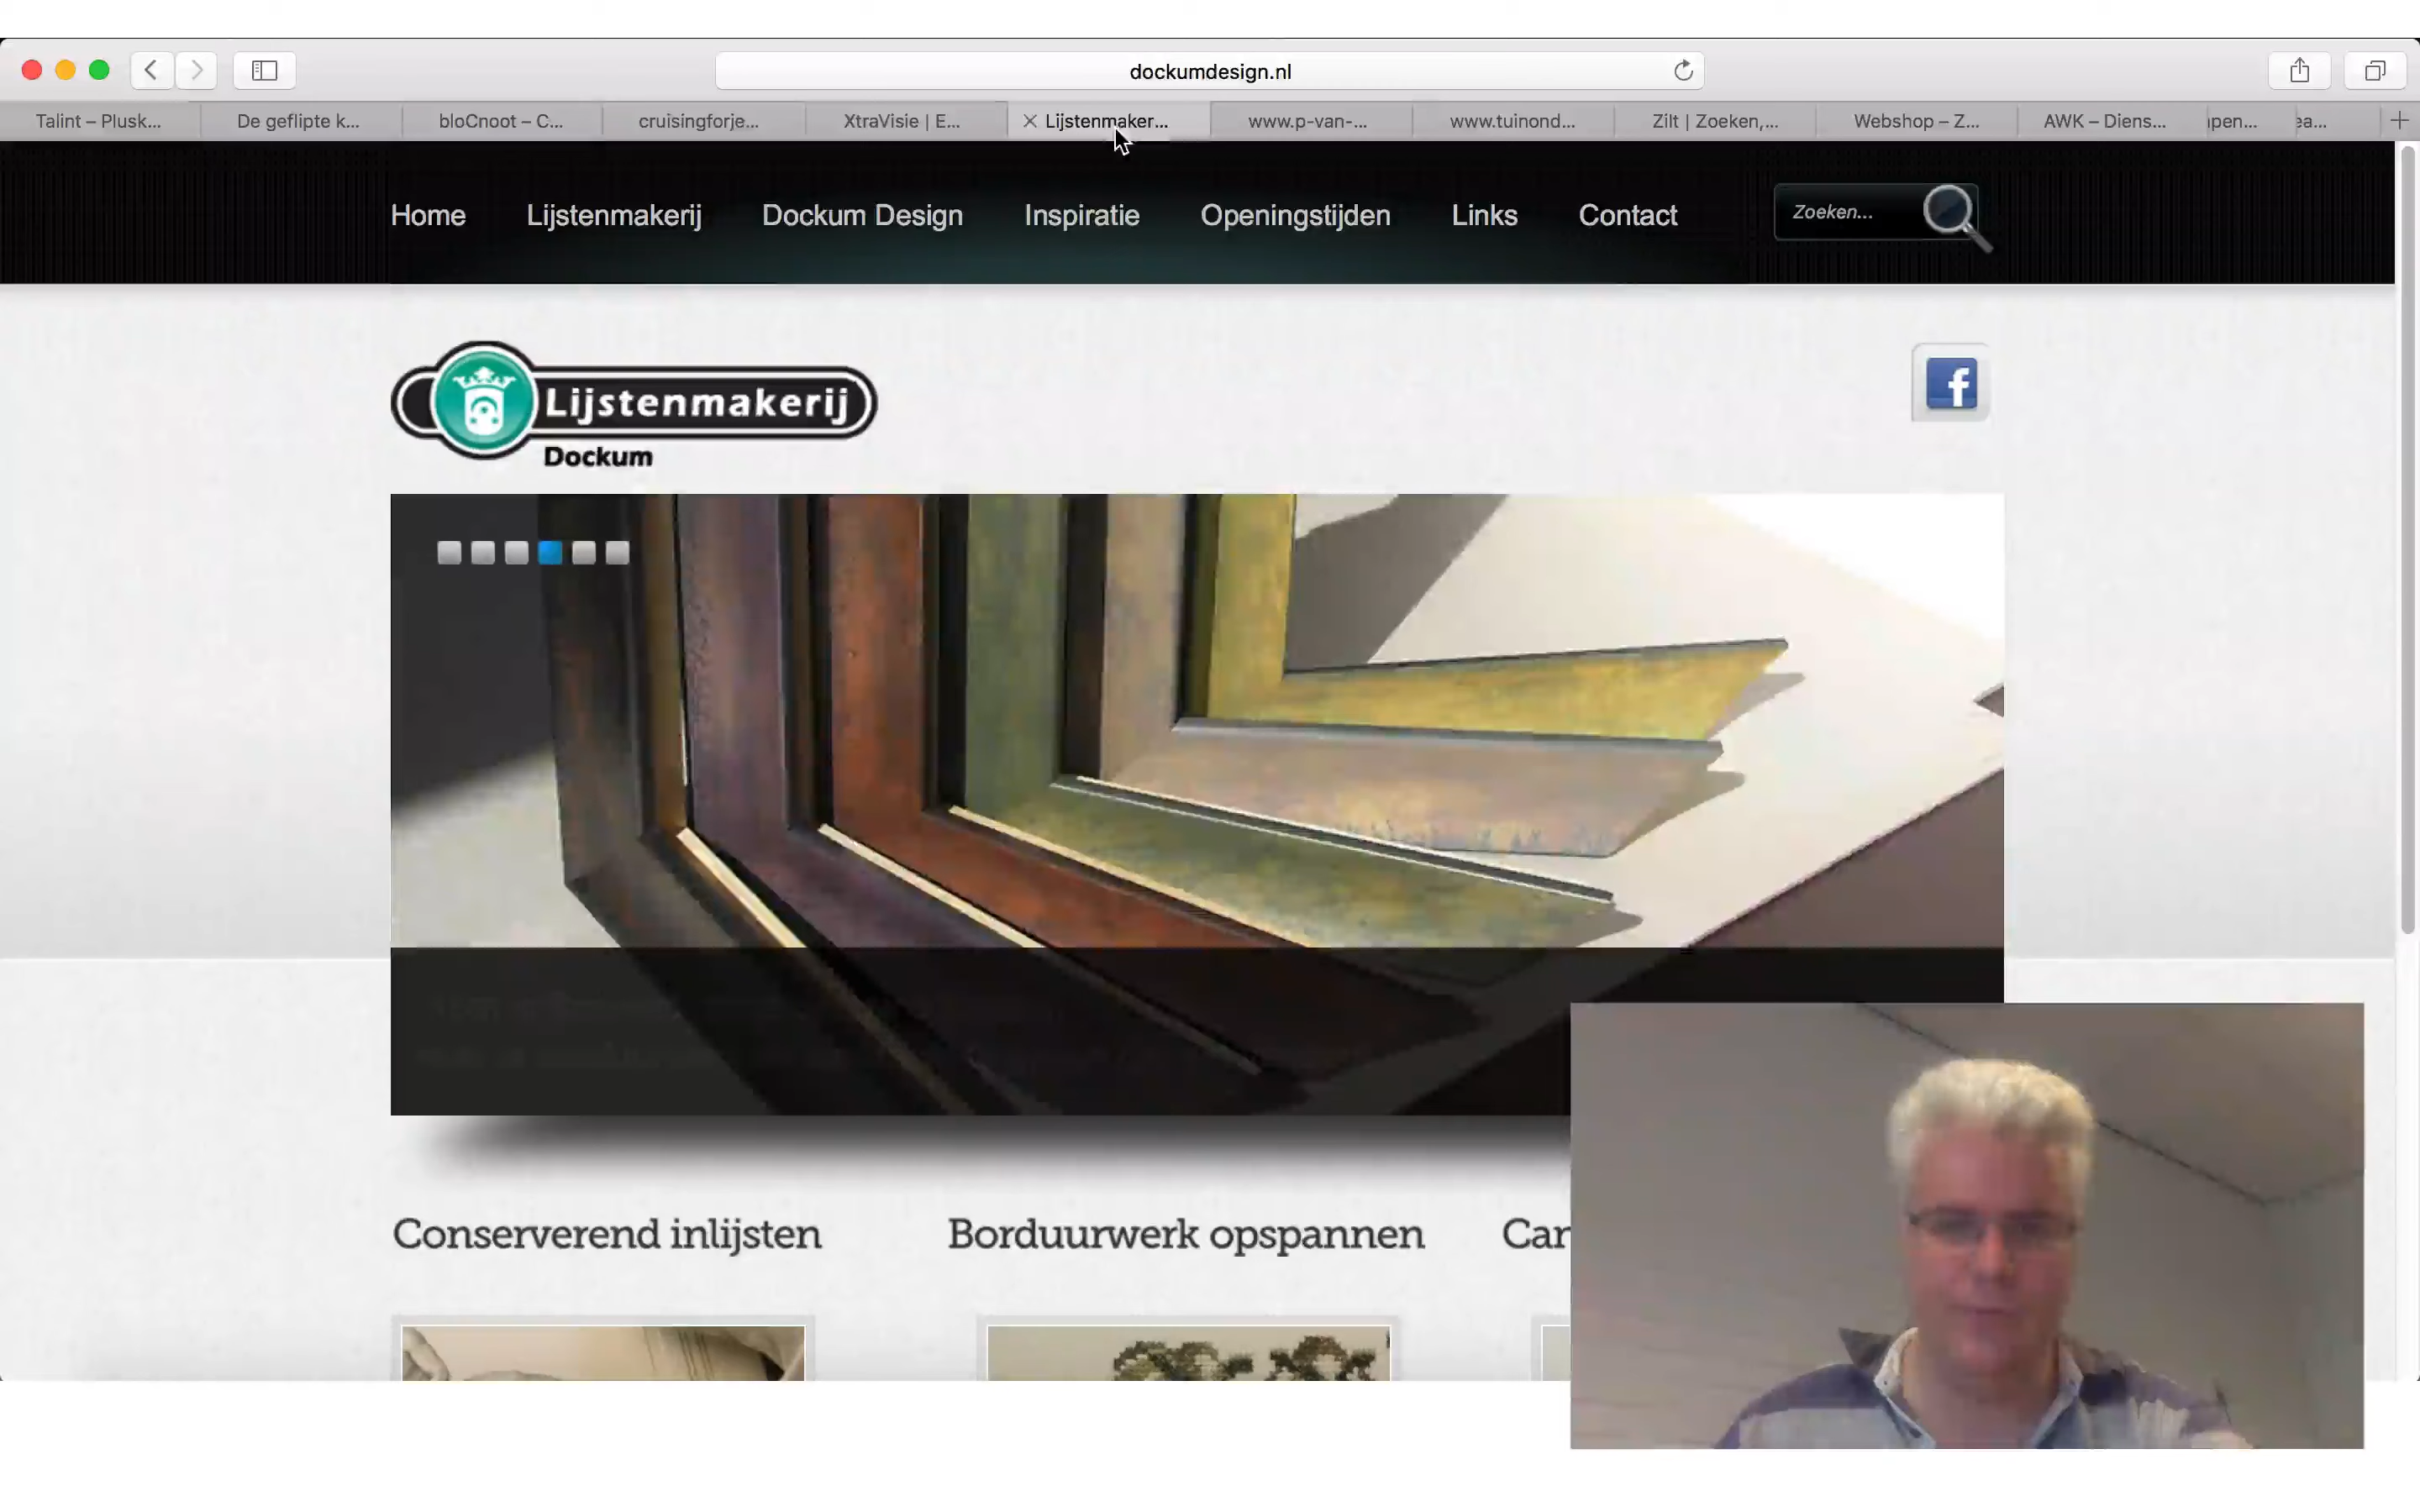 dockumdesign.nl
Talint – Plusk... De geflipte k... bloCnoot – C... cruisingforje... XtraVisie | E... Lijstenmaker... www.p-van-... www.tuinond... Zilt | Zoeken,... Webshop – Z... AWK – Diens... pen... ea...
Home Lijstenmakerij Dockum Design Inspiratie Openingstijden Links Contact Zoeken...
Lijstenmakerij
Dockum
Conserverend inlijsten Borduurwerk opspannen Car